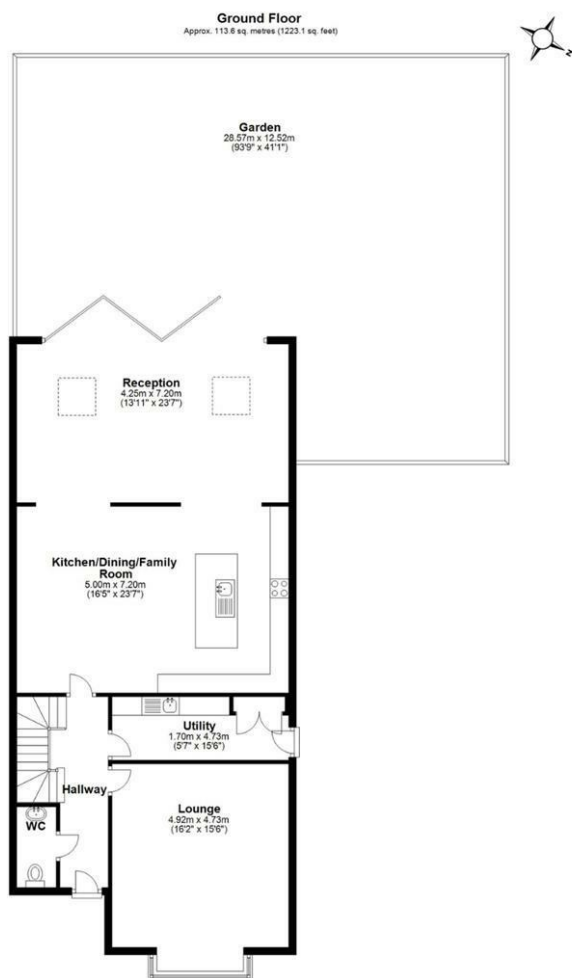 Ground Floor
Approx. 113.6 sq. metres (1223.1 sq. feet)
N
Garden
28.57m x 12.52m
(93'9" x 41'1")
Reception
4.25m x 7.20m
(13'11" x 23'7")
Kitchen/Dining/Family
Room
5.00m x 7.20m
(16'5" x 23'7")
Utility
1.70m x 4.73m
(5'7" x 15'6")
Hallway
Lounge
4.92m x 4.73m
(16'2" x 15'6")
WC